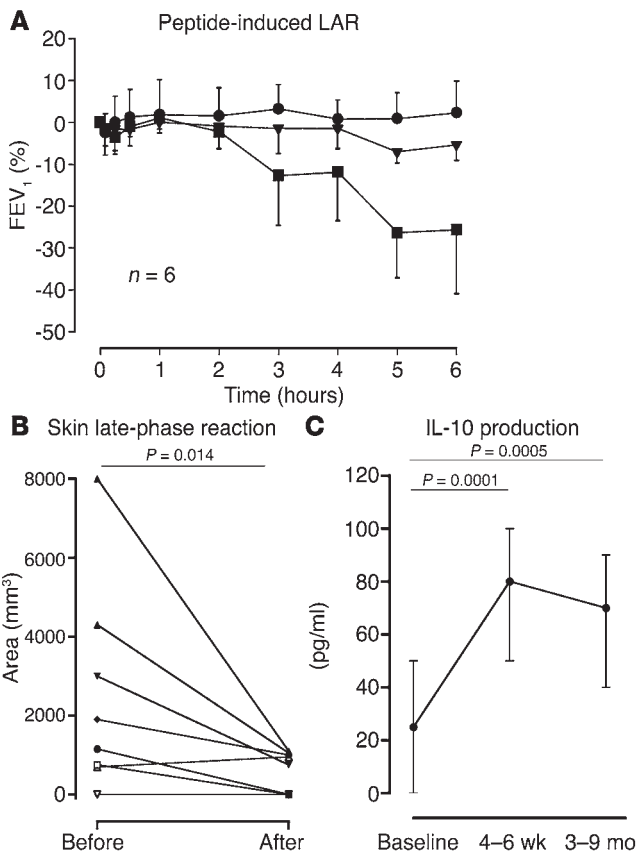 A Peptide-induced LAR
20
10
0
-10
-20
-30
-40
-50
FEV1 (%)
n = 6
0 1 2 3 4 5 6
Time (hours)
B Skin late-phase reaction
P = 0.014
8000
6000
4000
2000
0
Area (mm³)
Before After
C IL-10 production
P = 0.0005
P = 0.0001
120
100
80
60
40
20
0
(pg/ml)
Baseline 4–6 wk 3–9 mo